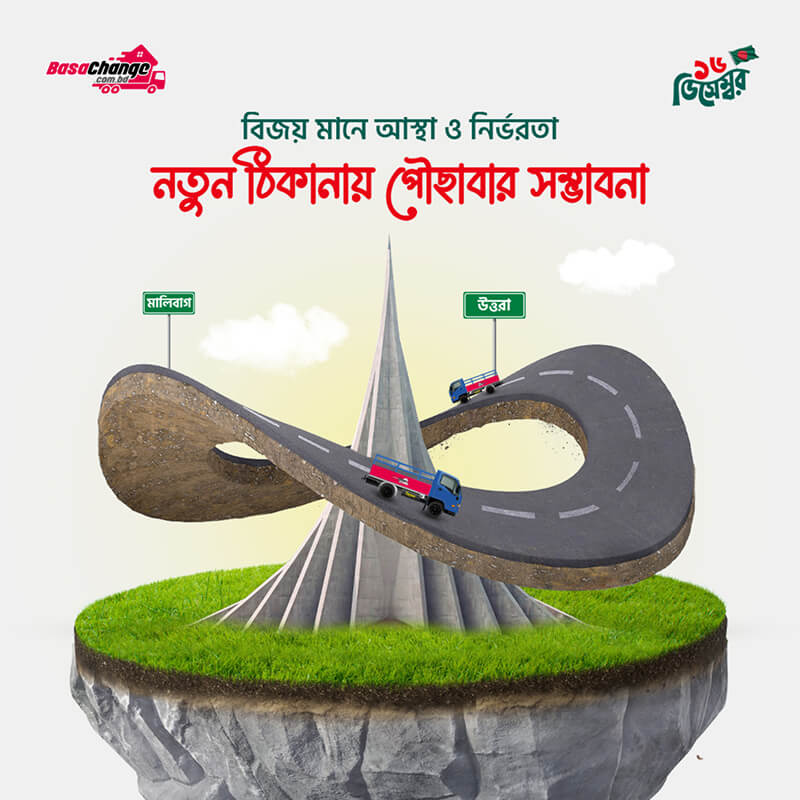 BasaChange
com.bd
১৬
ডিসেম্বর
বিজয় মানে আস্থা ও নির্ভরতা
নতুন ঠিকানায় পৌছাবার সম্ভাবনা
মালিবাগ
উত্তরা